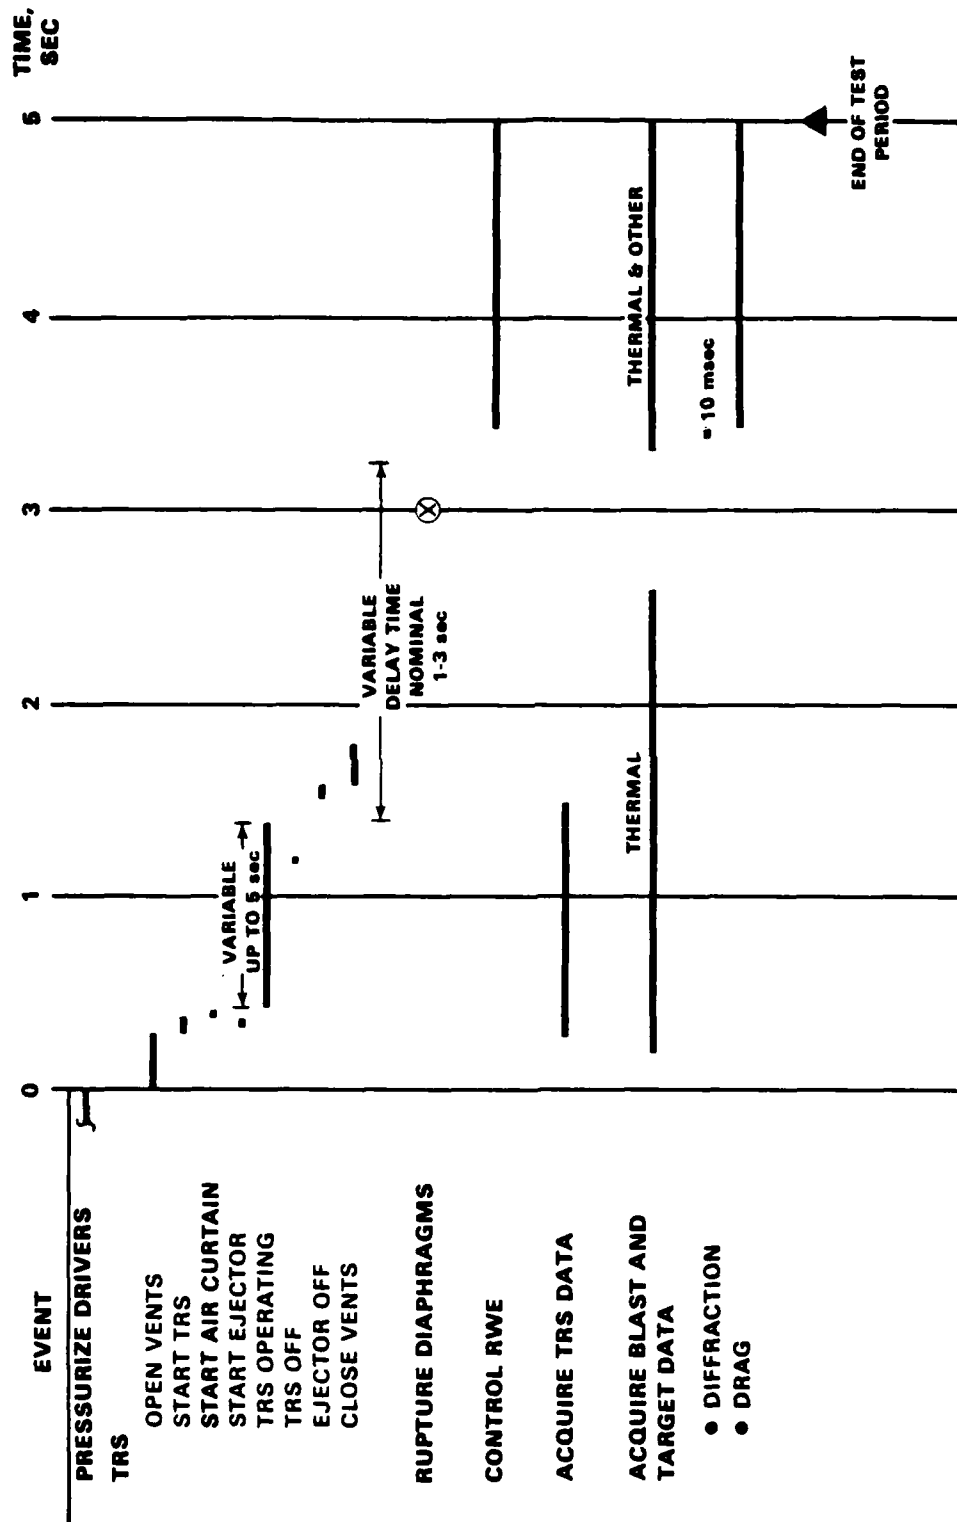 EVENT
TIME,
SEC
0
1
2
3
4
5
PRESSURIZE DRIVERS
TRS
OPEN VENTS
START TRS
START AIR CURTAIN
START EJECTOR
TRS OPERATING
TRS OFF
EJECTOR OFF
CLOSE VENTS
VARIABLE
UP TO 5 sec
VARIABLE
DELAY TIME
NOMINAL
1-3 sec
RUPTURE DIAPHRAGMS
CONTROL RWE
ACQUIRE TRS DATA
ACQUIRE BLAST AND
TARGET DATA
THERMAL
THERMAL & OTHER
● DIFFRACTION
10 msec
● DRAG
END OF TEST
PERIOD